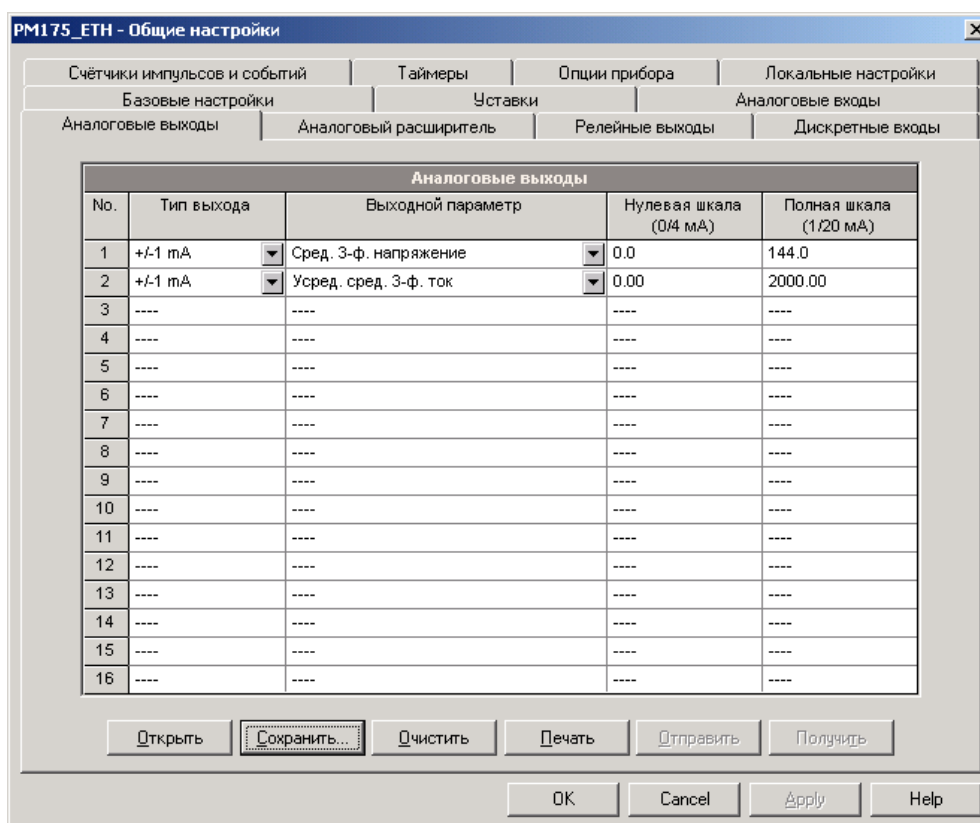 PM175_ETH - Общие настройки
Счётчики импульсов и событий Таймеры Опции прибора Локальные настройки
Базовые настройки Уставки Аналоговые входы
Аналоговые выходы Аналоговый расширитель Релейные выходы Дискретные входы
Аналоговые выходы
No. Тип выхода Выходной параметр Нулевая шкала (0/4 мА) Полная шкала (1/20 мА)
1 +/-1 mA Сред. 3-ф. напряжение 0.0 144.0
2 +/-1 mA Усред. сред. 3-ф. ток 0.00 2000.00
3 ---- ---- ---- ----
4 ---- ---- ---- ----
5 ---- ---- ---- ----
6 ---- ---- ---- ----
7 ---- ---- ---- ----
8 ---- ---- ---- ----
9 ---- ---- ---- ----
10 ---- ---- ---- ----
11 ---- ---- ---- ----
12 ---- ---- ---- ----
13 ---- ---- ---- ----
14 ---- ---- ---- ----
15 ---- ---- ---- ----
16 ---- ---- ---- ----
Открыть Сохранить... Очистить Печать Отправить Получить
OK Cancel Apply Help